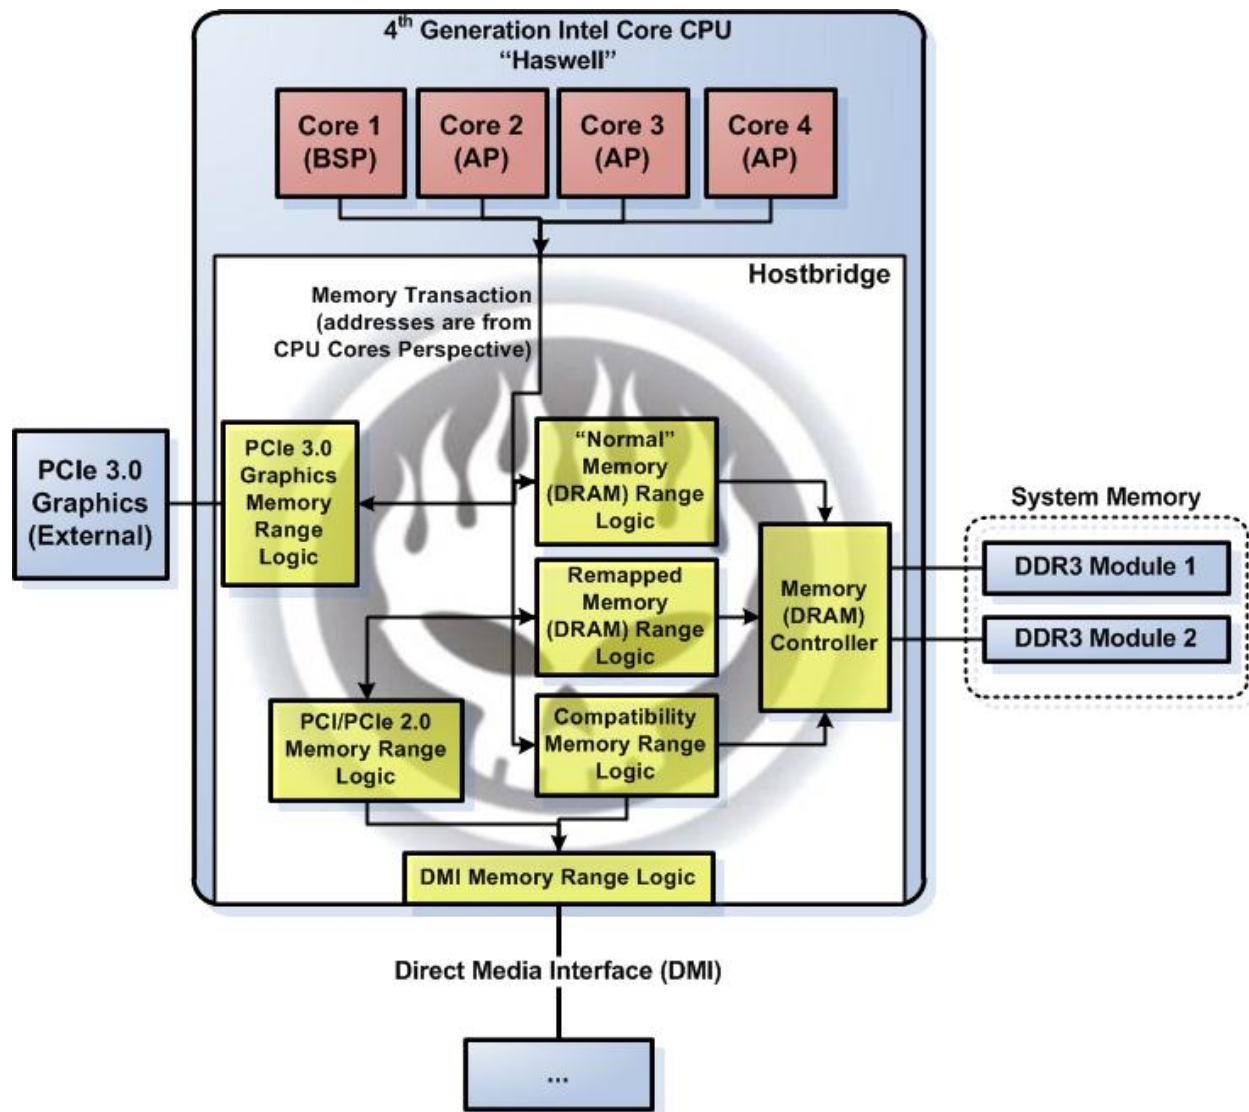 4th Generation Intel Core CPU
“Haswell”
Core 1
(BSP)
Core 2
(AP)
Core 3
(AP)
Core 4
(AP)
Hostbridge
Memory Transaction
(addresses are from
CPU Cores Perspective)
PCIe 3.0
Graphics
(External)
PCIe 3.0
Graphics
Memory
Range
Logic
“Normal”
Memory
(DRAM) Range
Logic
Remapped
Memory
(DRAM) Range
Logic
Compatibility
Memory Range
Logic
PCI/PCIe 2.0
Memory Range
Logic
Memory
(DRAM)
Controller
System Memory
DDR3 Module 1
DDR3 Module 2
DMI Memory Range Logic
Direct Media Interface (DMI)
...